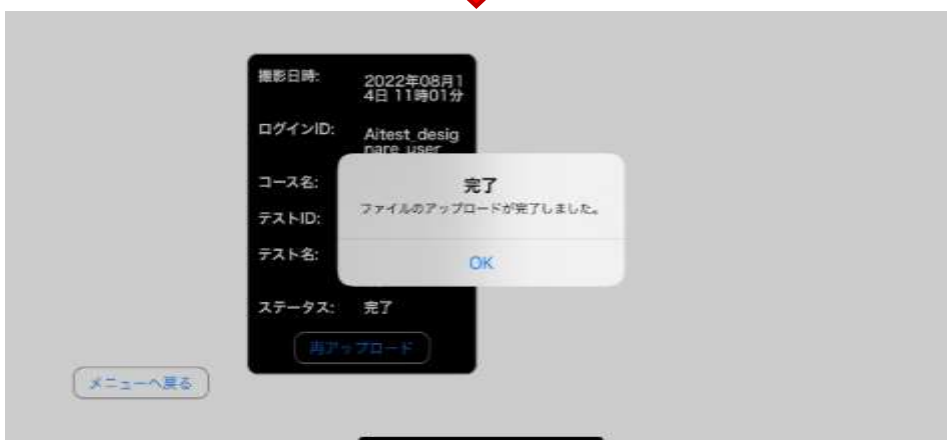 撮影日時:
2022年08月1
4日 11時01分
ログインID:
Aitest_desig
nare_user
コース名:
完了
ファイルのアップロードが完了しました。
テストID:
テスト名:
OK
ステータス:
完了
再アップロード
メニューへ戻る